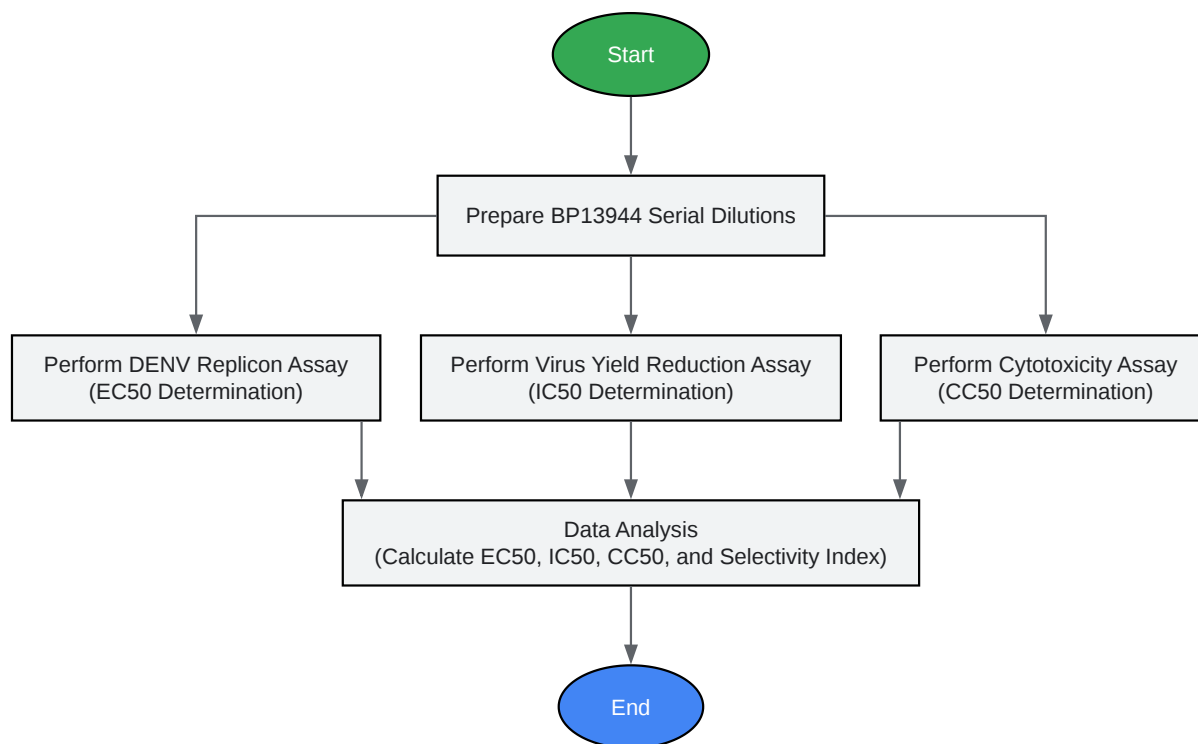 Start
Prepare BP13944 Serial Dilutions
Perform DENV Replicon Assay
(EC50 Determination)
Perform Virus Yield Reduction Assay
(IC50 Determination)
Perform Cytotoxicity Assay
(CC50 Determination)
Data Analysis
(Calculate EC50, IC50, CC50, and Selectivity Index)
End